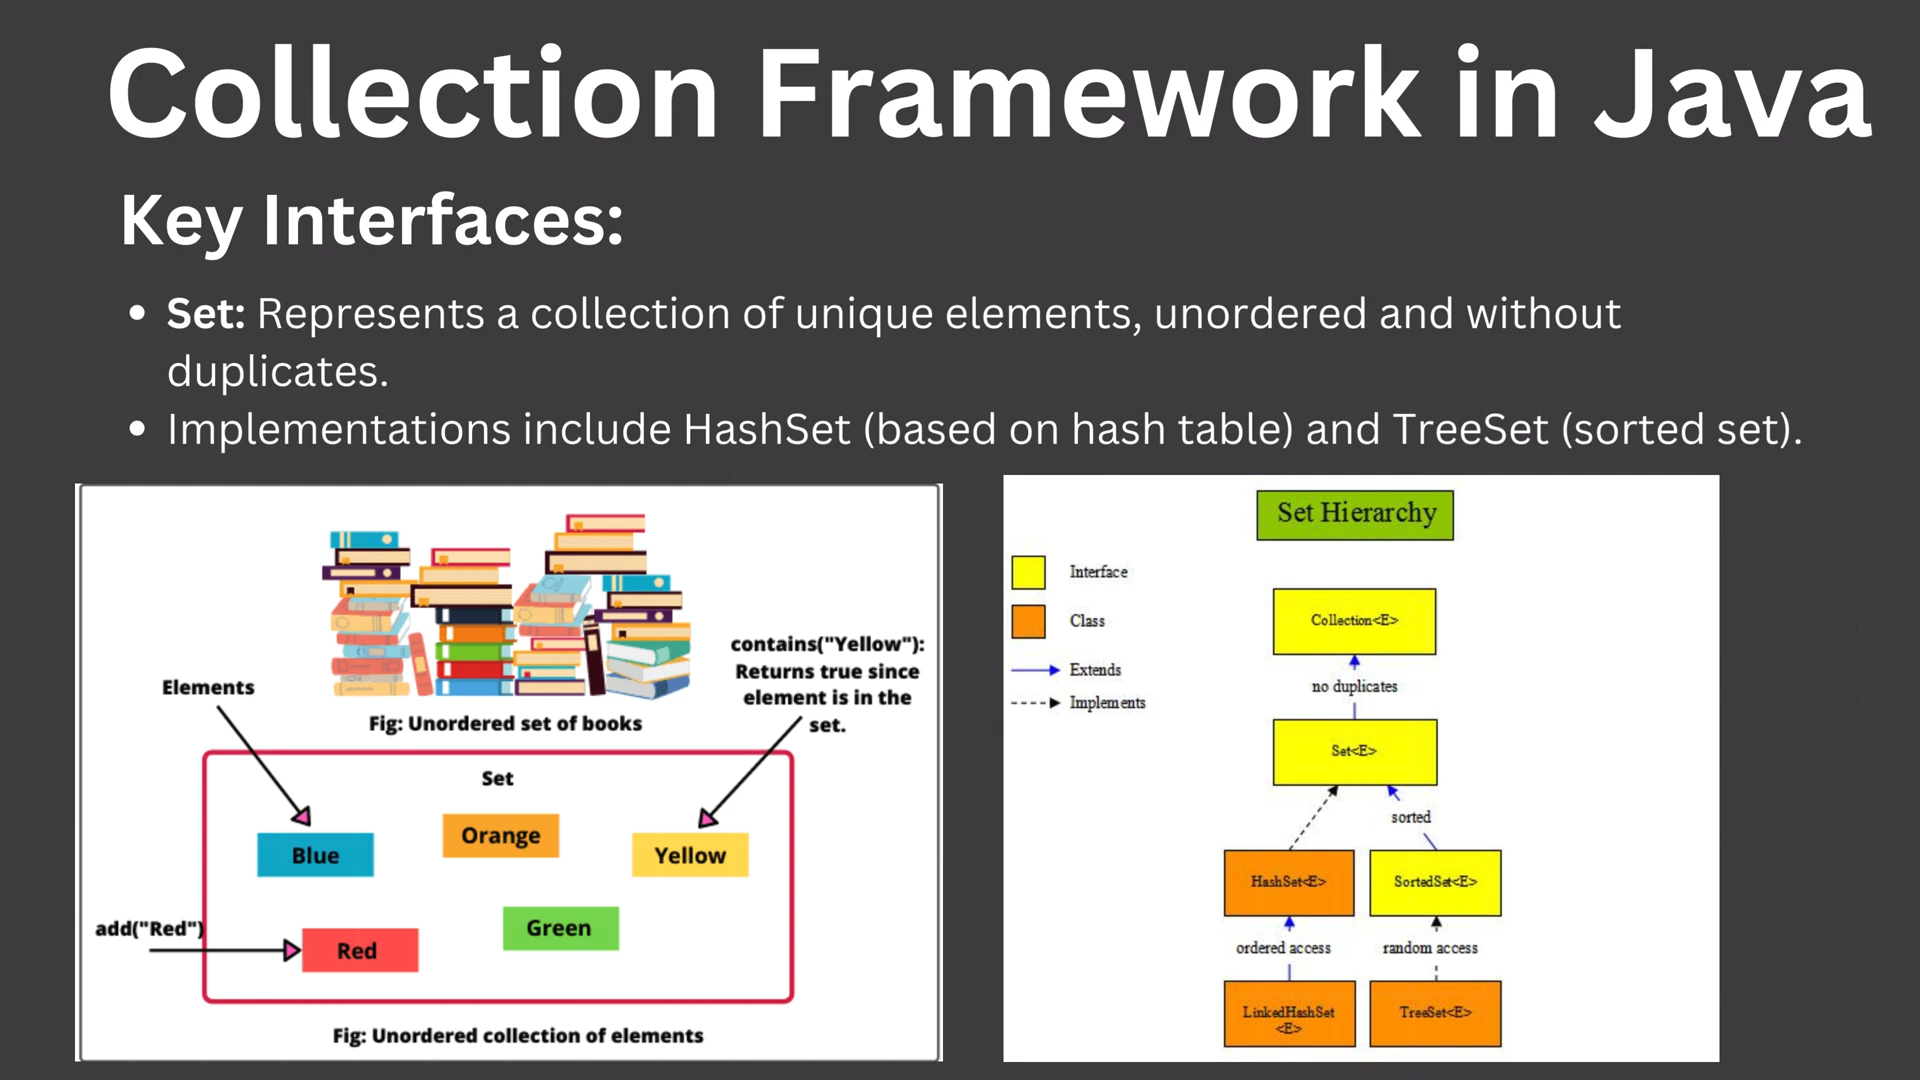 Collection Framework in Java
Key Interfaces:
• Set: Represents a collection of unique elements, unordered and without
duplicates.
• Implementations include HashSet (based on hash table) and TreeSet (sorted set).
Elements
Fig: Unordered set of books
contains("Yellow"):
Returns true since
element is in the
set.
Set
Blue
Orange
Yellow
add("Red")
Red
Green
Fig: Unordered collection of elements
Set Hierarchy
Interface
Class
Extends
Implements
Collection<E>
no duplicates
Set<E>
sorted
HashSet<E>
SortedSet<E>
ordered access
random access
LinkedHashSet
<E>
TreeSet<E>